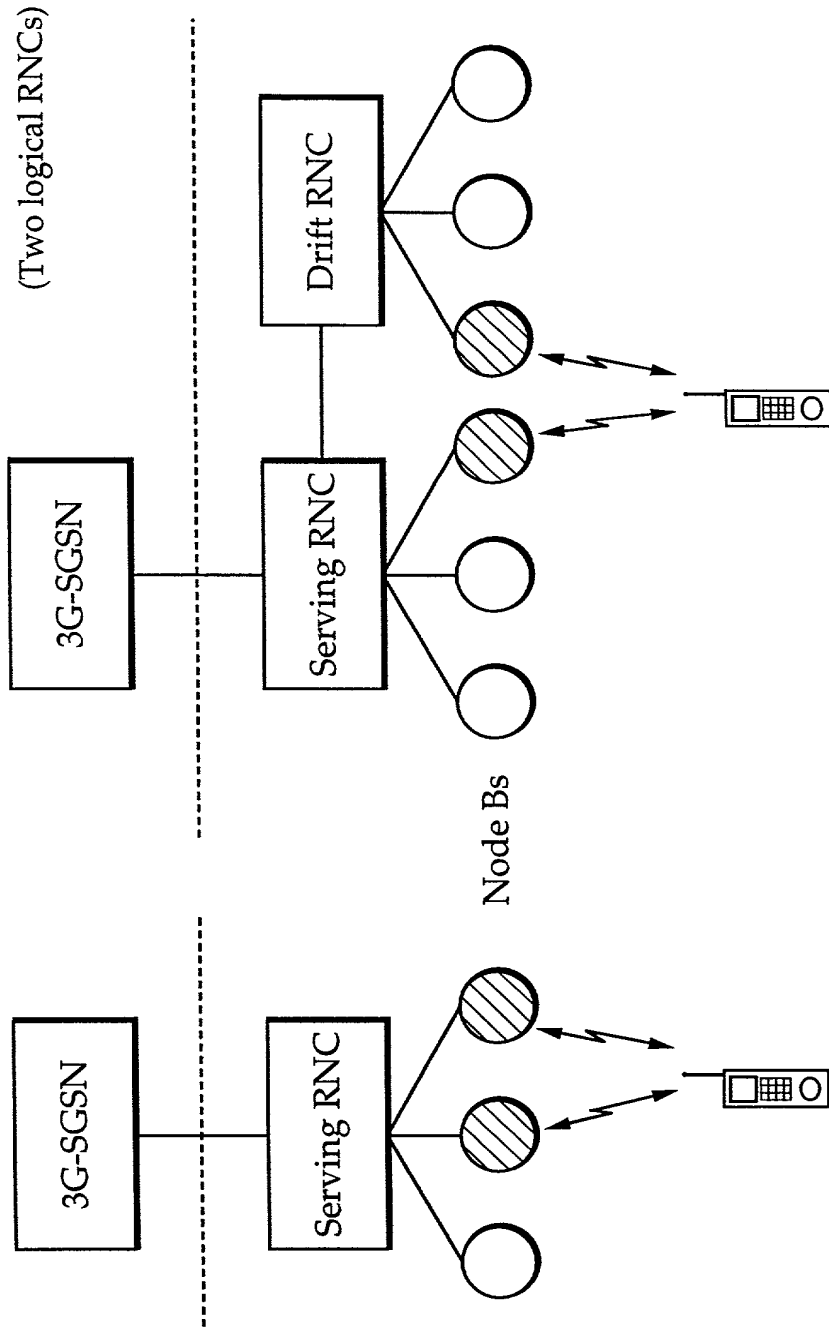 (Two logical RNCs)
3G-SGSN
3G-SGSN
Serving RNC
Serving RNC
Drift RNC
Node Bs